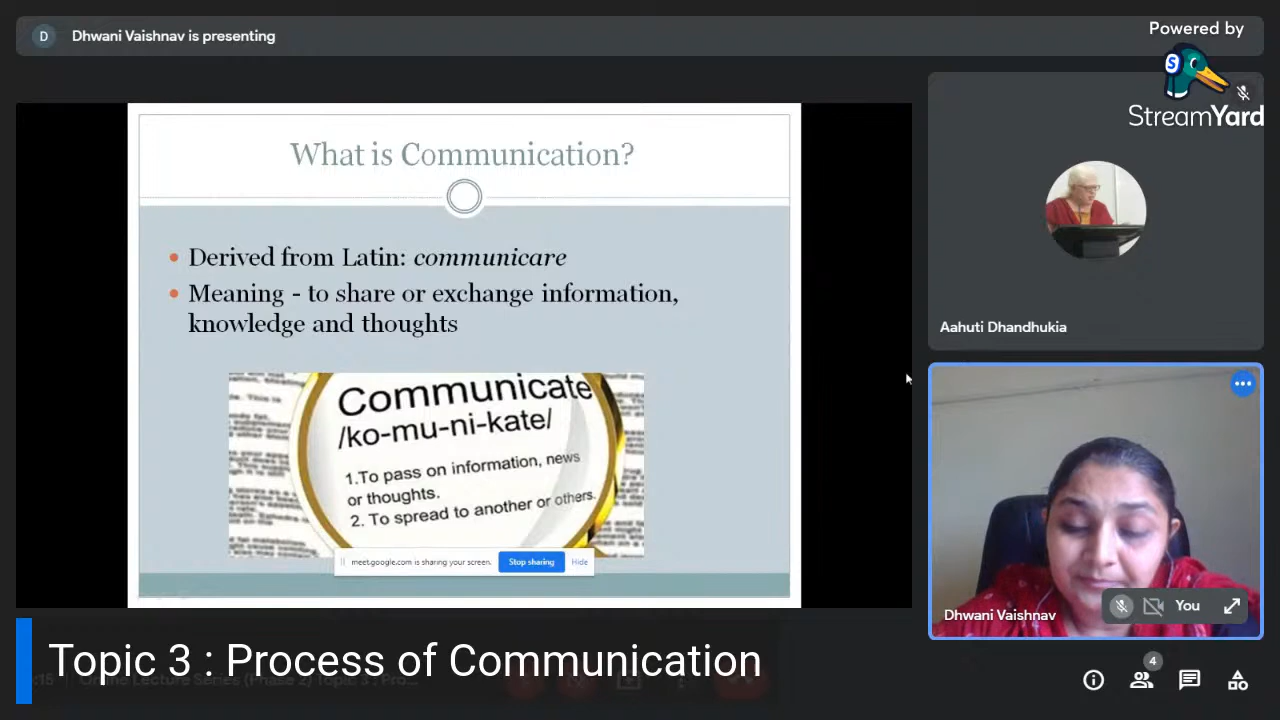 D
Dhwani Vaishnav is presenting
Powered by
S
StreamYard
What is Communication?
• Derived from Latin: communicare
• Meaning - to share or exchange information,
knowledge and thoughts
Communicate
/ko-mu-ni-kate/
1.To pass on information, news
or thoughts.
2. To spread to another or others.
meet.google.com is sharing your screen.
Stop sharing
Hide
Aahuti Dhandhukia
Dhwani Vaishnav
You
Topic 3 : Process of Communication
4